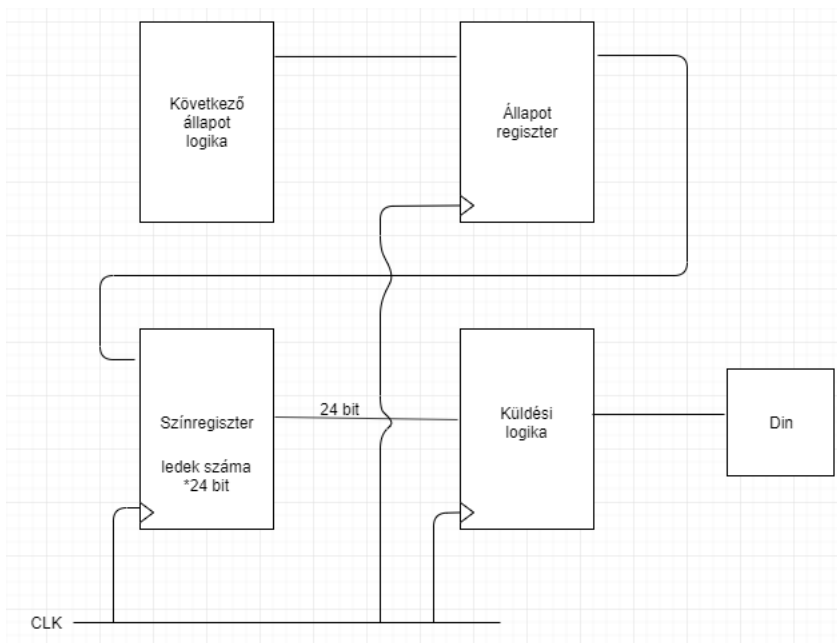 Következő
állapot
logika
Állapot
regiszter
Színregiszter
ledek száma
*24 bit
24 bit
Küldési
logika
Din
CLK